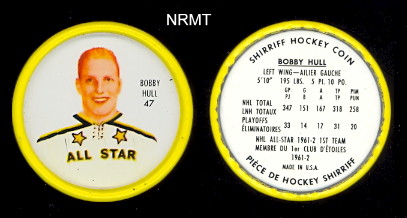 NRMT
BOBBY
HULL
47
ALL STAR
SHIRRIFF HOCKEY COIN
BOBBY HULL
LEFT WING—AILIER GAUCHE
5'10" 195 LBS. 5 PI. 10 PO.
GP G A TP PIM
PJ B A TP PUN
NHL TOTAL
LNH TOTAUX 347 151 167 318 258
PLAYOFFS
ÉLIMINATOIRES 33 14 17 31 20
NHL ALL-STAR 1961-2 1ST TEAM
MEMBRE DU 1er CLUB D'ÉTOILES
1961-2
MADE IN U.S.A.
PIÈCE DE HOCKEY SHIRRIFF